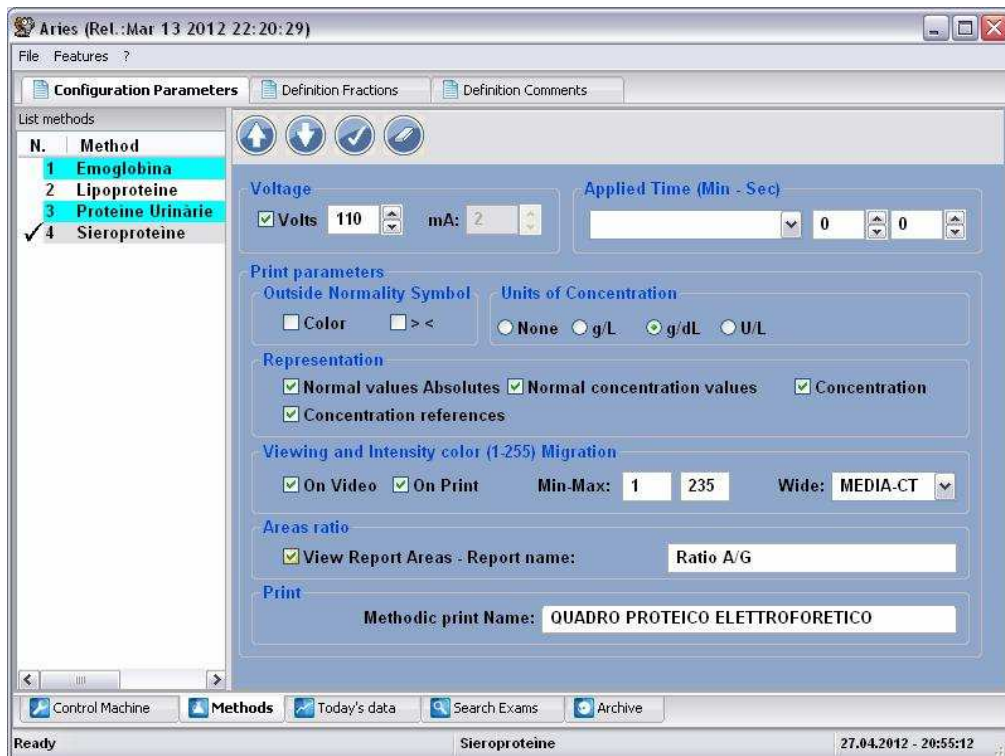 Aries (Rel.:Mar 13 2012 22:20:29)
File Features ?
Configuration Parameters Definition Fractions Definition Comments
List methods
N. Method
1 Emoglobina
2 Lipoproteine
3 Proteine Urinàrie
4 Sieroproteine
Voltage
Volts 110 mA: 2
Applied Time (Min - Sec)
0 0
Print parameters
Outside Normality Symbol
Color > <
Units of Concentration
None g/L g/dL U/L
Representation
Normal values Absolutes Normal concentration values Concentration
Concentration references
Viewing and Intensity color (1-255) Migration
On Video On Print Min-Max: 1 235 Wide: MEDIA-CT
Areas ratio
View Report Areas - Report name: Ratio A/G
Print
Methodic print Name: QUADRO PROTEICO ELETTROFORETICO
Control Machine Methods Today's data Search Exams Archive
Ready Sieroproteine 27.04.2012 - 20:55:12